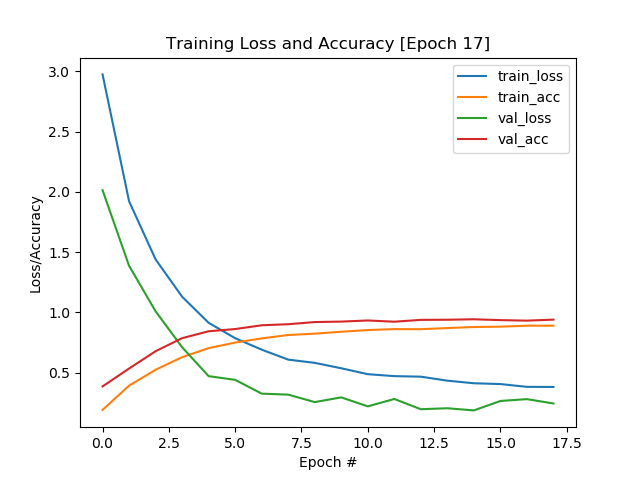 Training Loss and Accuracy [Epoch 17]
train_loss
train_acc
val_loss
val_acc
3.0
2.5
2.0
1.5
1.0
0.5
Loss/Accuracy
0.0
2.5
5.0
7.5
10.0
12.5
15.0
17.5
Epoch #